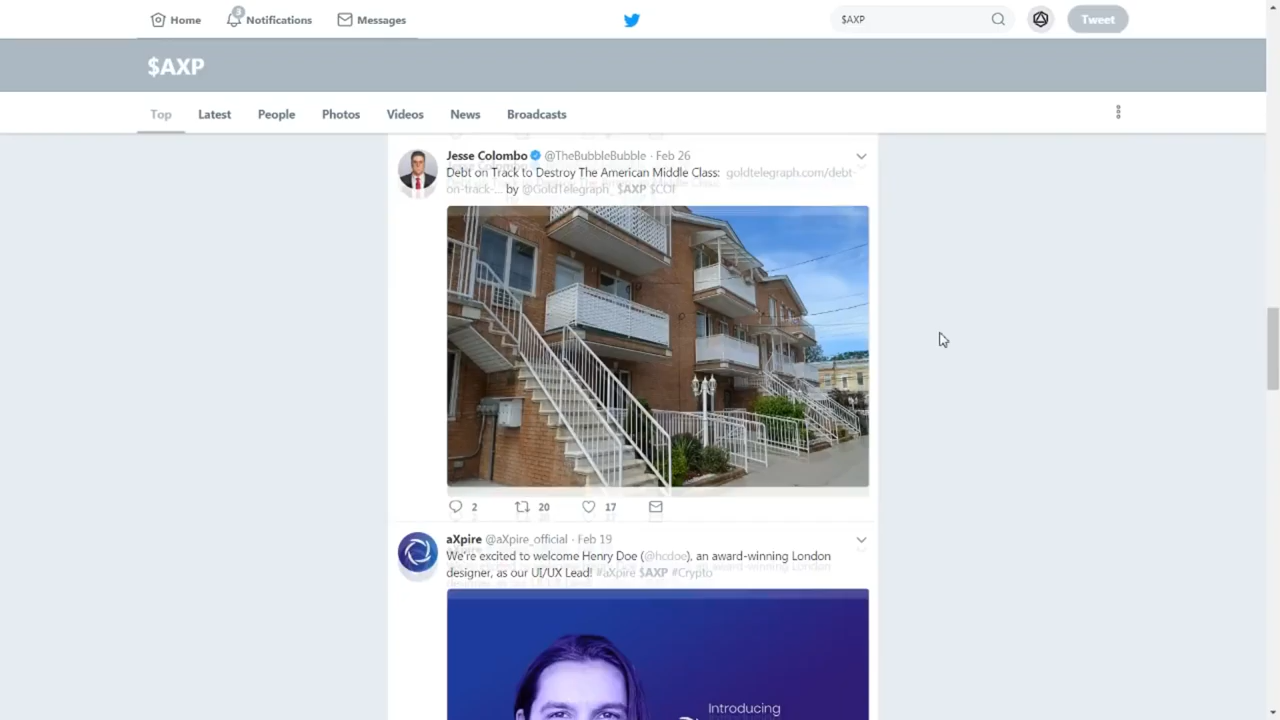 Home
3
Notifications
Messages
$AXP
Tweet
$AXP
Top
Latest
People
Photos
Videos
News
Broadcasts
Jesse Colombo @TheBubbleBubble · Feb 26
Debt on Track to Destroy The American Middle Class: goldtelegraph.com/debt-
on-track-... by @GoldTelegraph_ $AXP $COF
2
20
17
aXpire @aXpire_official · Feb 19
We're excited to welcome Henry Doe (@hcdoe), an award-winning London
designer, as our UI/UX Lead! #aXpire $AXP #Crypto
Introducing